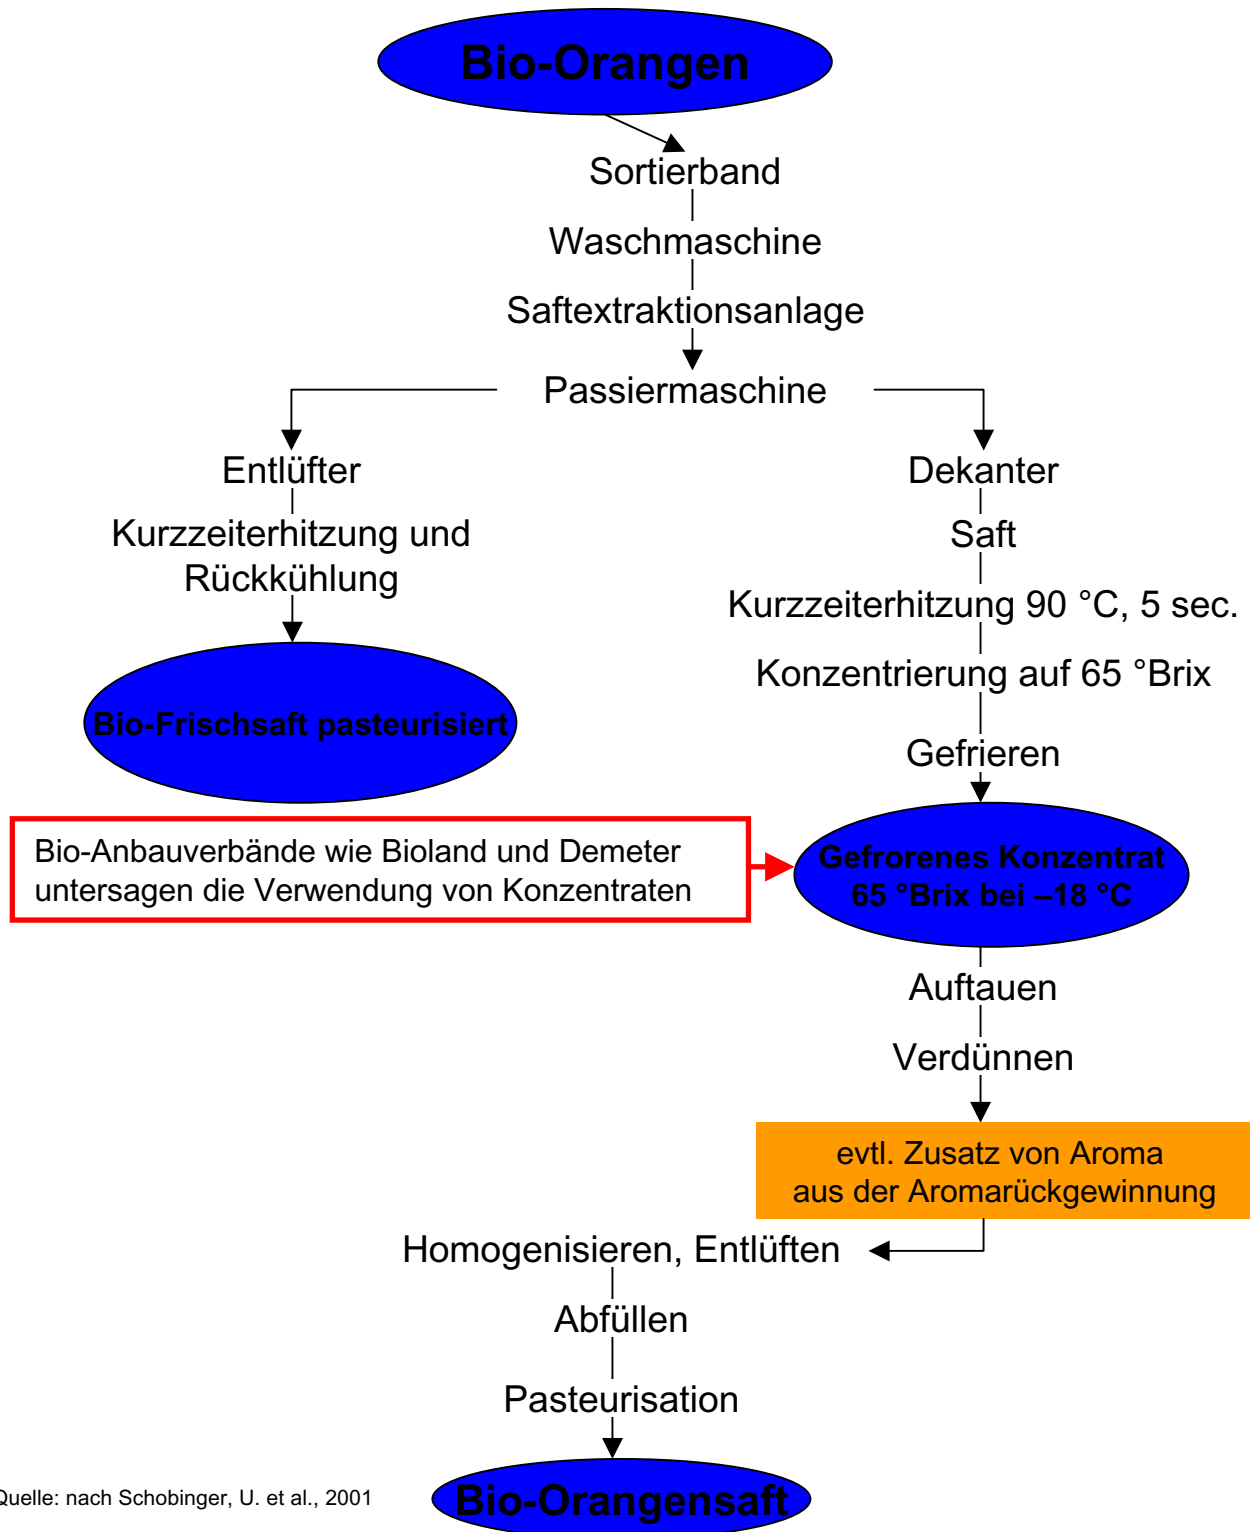 Bio-Orangen
Sortierband
Waschmaschine
Saftextraktionsanlage
Passiermaschine
Entlüfter
Kurzzeiterhitzung und
Rückkühlung
Bio-Frischsaft pasteurisiert
Dekanter
Saft
Kurzzeiterhitzung 90 °C, 5 sec.
Konzentrierung auf 65 °Brix
Gefrieren
Bio-Anbauverbände wie Bioland und Demeter
untersagen die Verwendung von Konzentraten
Gefrorenes Konzentrat
65 °Brix bei –18 °C
Auftauen
Verdünnen
evtl. Zusatz von Aroma
aus der Aromarückgewinnung
Homogenisieren, Entlüften
Abfüllen
Pasteurisation
Bio-Orangensaft
Quelle: nach Schobinger, U. et al., 2001